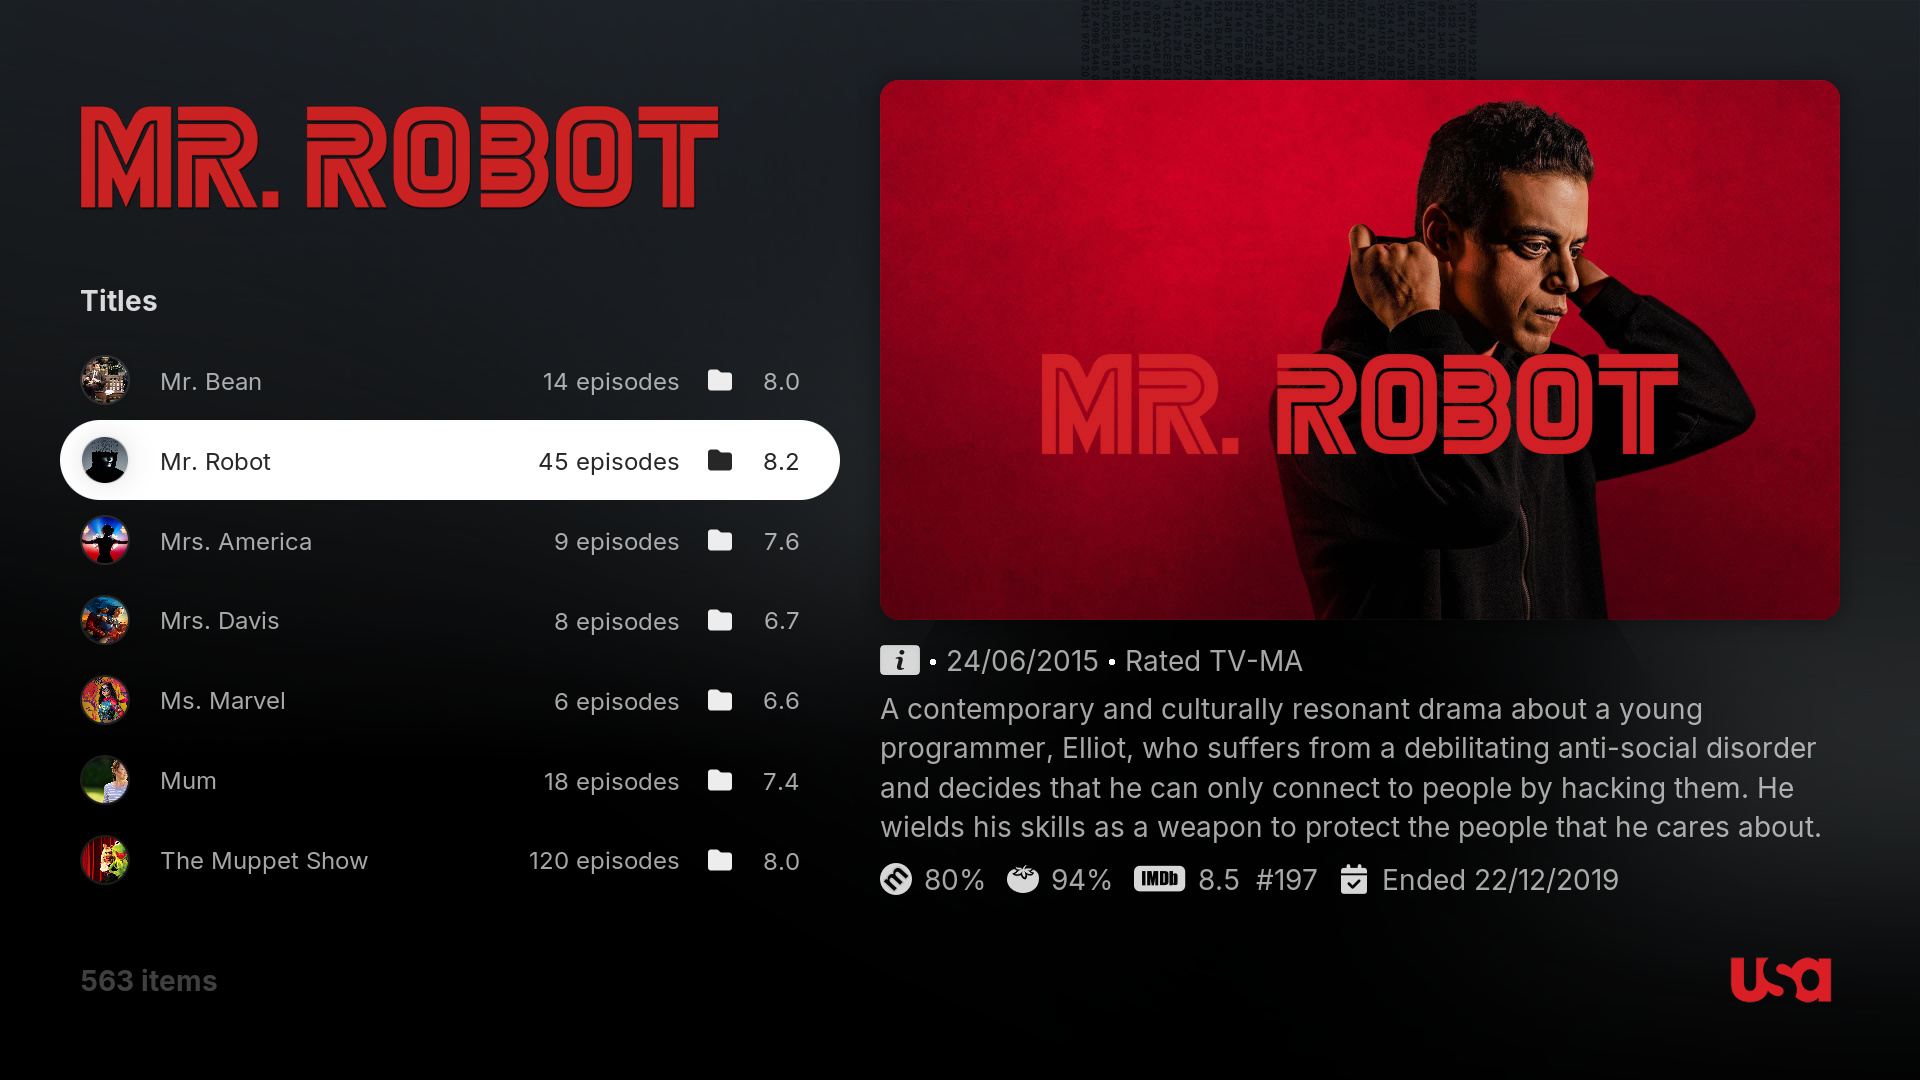 MR. ROBOT
Titles
Mr. Bean 14 episodes 8.0
Mr. Robot 45 episodes 8.2
Mrs. America 9 episodes 7.6
Mrs. Davis 8 episodes 6.7
Ms. Marvel 6 episodes 6.6
Mum 18 episodes 7.4
The Muppet Show 120 episodes 8.0
563 items
MR. ROBOT
i • 24/06/2015 • Rated TV-MA
A contemporary and culturally resonant drama about a young
programmer, Elliot, who suffers from a debilitating anti-social disorder
and decides that he can only connect to people by hacking them. He
wields his skills as a weapon to protect the people that he cares about.
m 80% 94% IMDb 8.5 #197 Ended 22/12/2019
usa